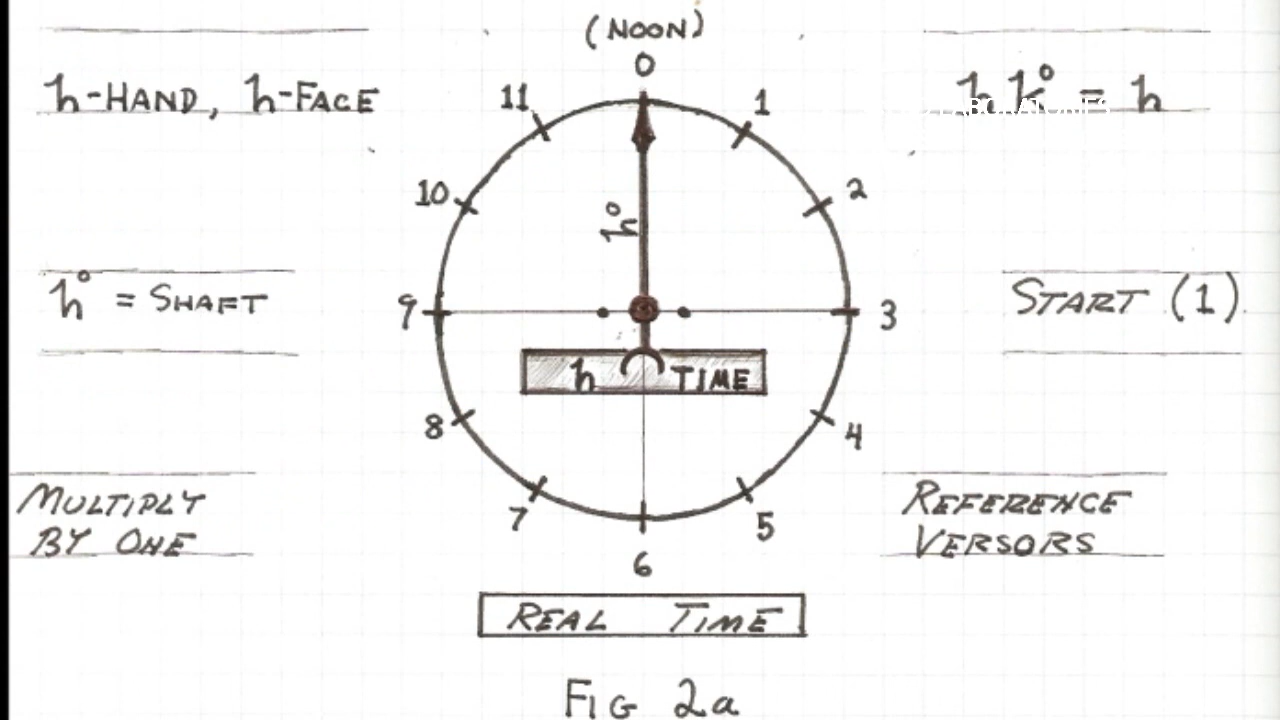 (NOON)
0
h-HAND, h-FACE
11
1
h k° = h
LABORATORIES
10
2
h°
h° = SHAFT
9
3
START (1)
h TIME
8
4
MULTIPLY
BY ONE
7
5
REFERENCE
VERSORS
6
REAL TIME
FIG 2a